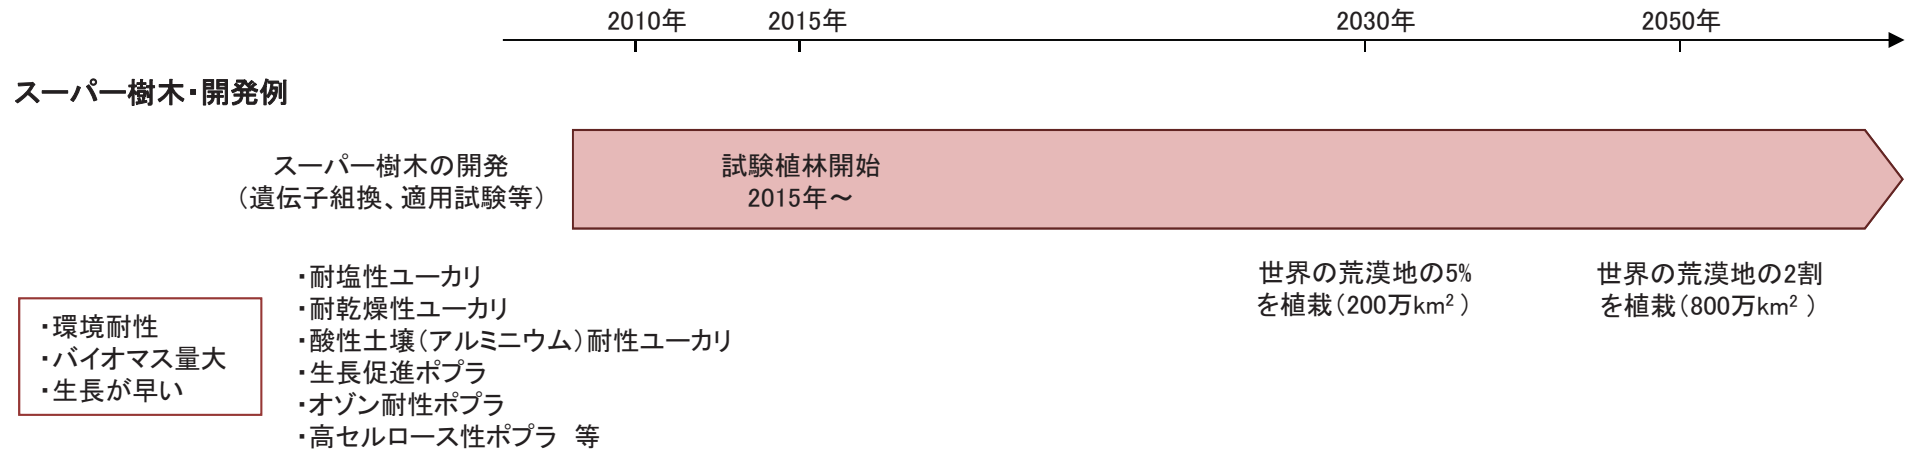 2010年 2015年 2030年 2050年
スーパー樹木・開発例
スーパー樹木の開発
（遺伝子組換、適用試験等）
試験植林開始
2015年～
・環境耐性
・バイオマス量大
・生長が早い
・耐塩性ユーカリ
・耐乾燥性ユーカリ
・酸性土壌（アルミニウム）耐性ユーカリ
・生長促進ポプラ
・オゾン耐性ポプラ
・高セルロース性ポプラ　等
世界の荒漠地の5%
を植栽（200万km²）
世界の荒漠地の2割
を植栽（800万km²）